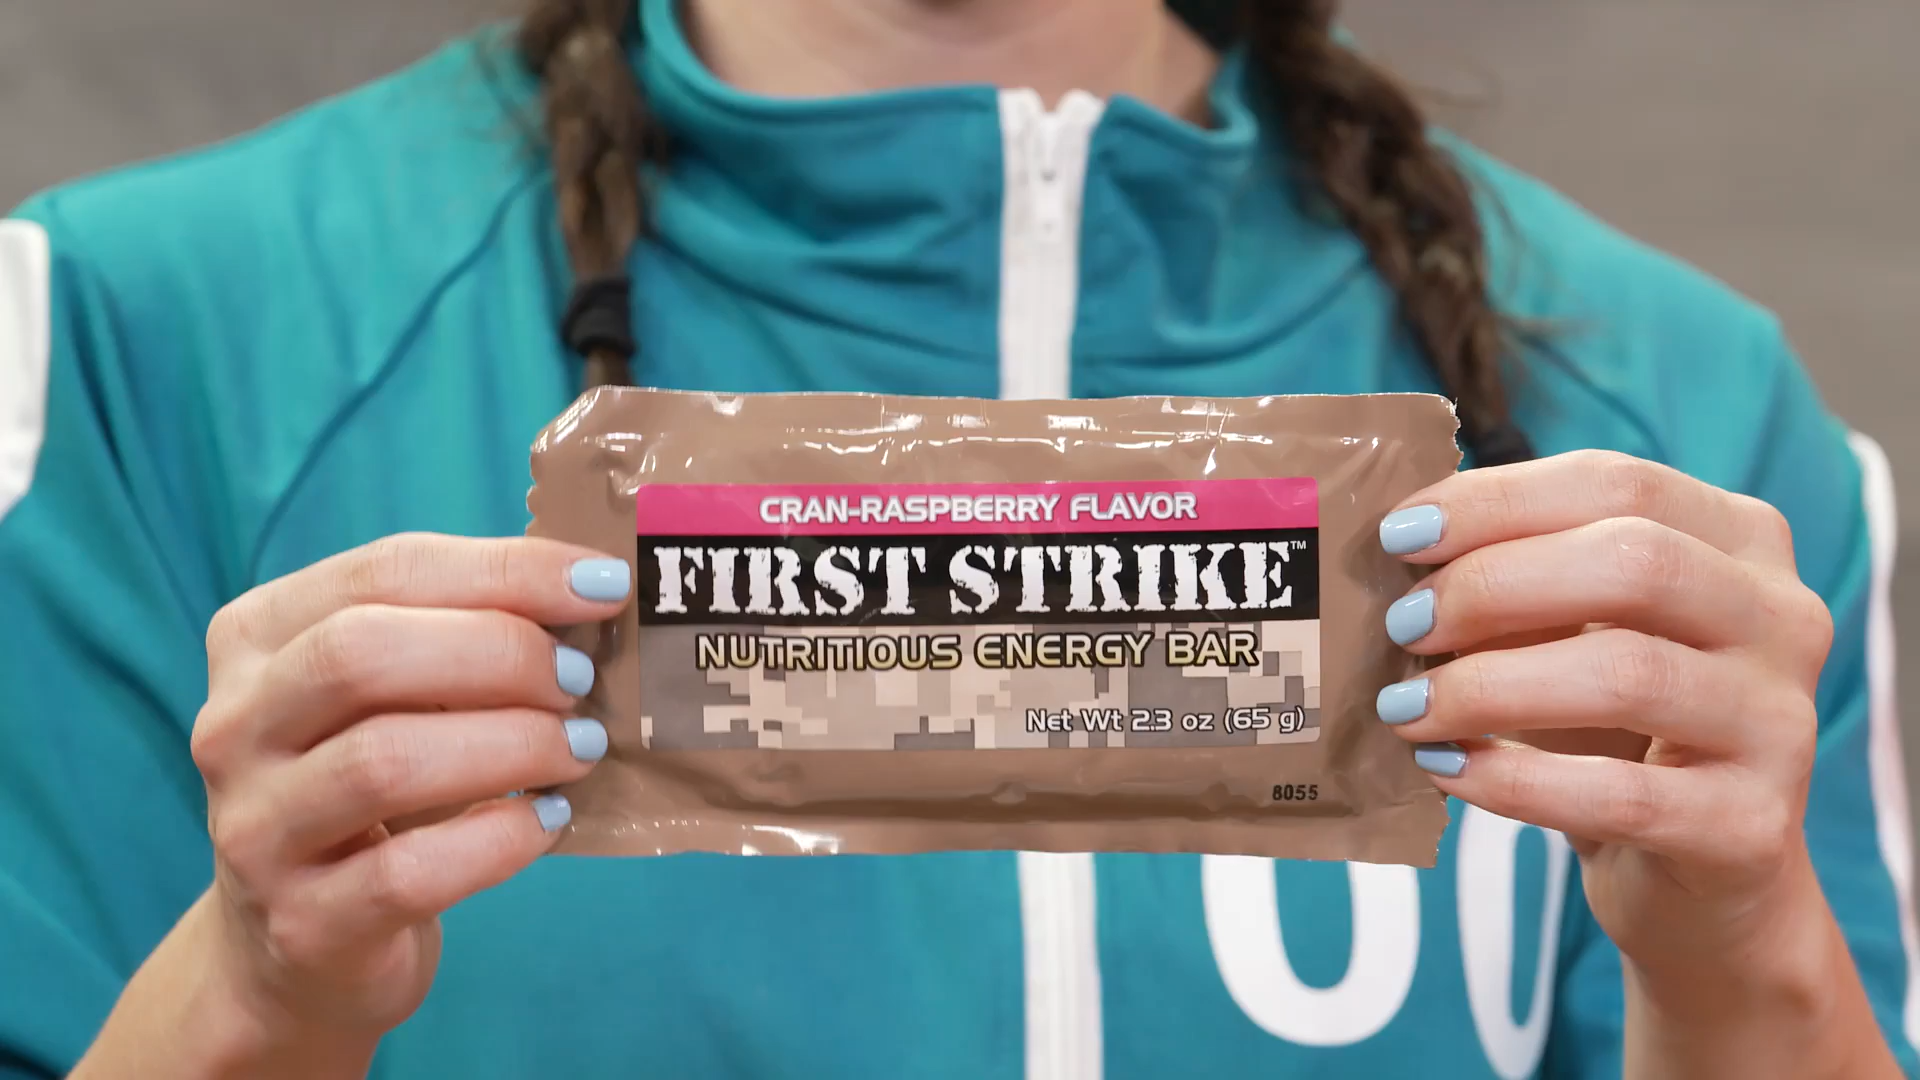 CRAN-RASPBERRY FLAVOR
FIRST STRIKE™
NUTRITIOUS ENERGY BAR
Net Wt 2.3 oz (65 g)
8055